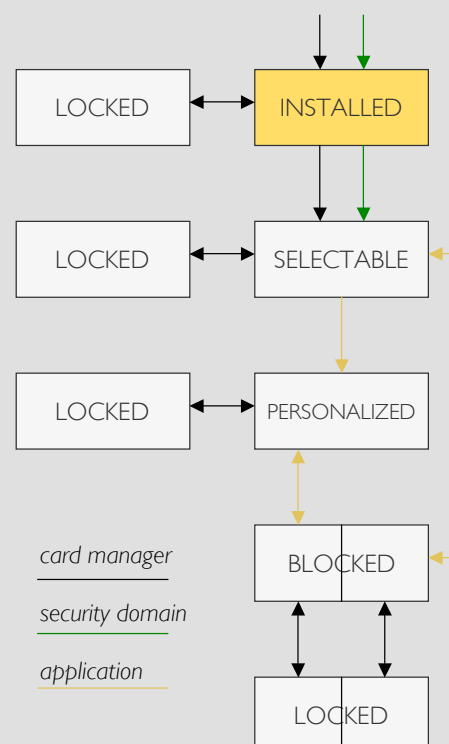 LOCKED
INSTALLED
LOCKED
SELECTABLE
LOCKED
PERSONALIZED
card manager
security domain
application
BLOCKED
LOCKED